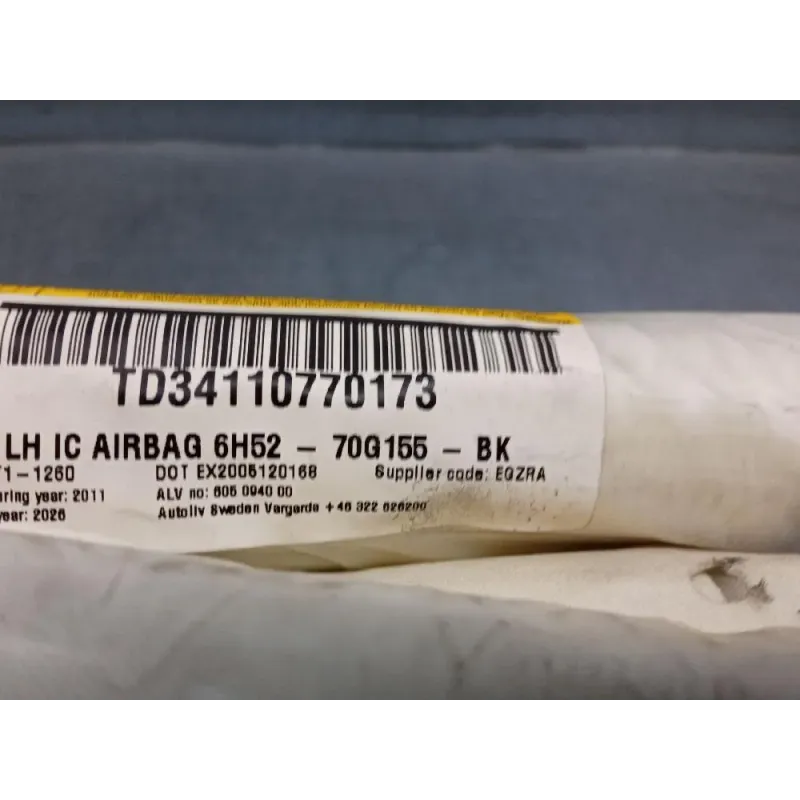 TD34110770173
LH IC AIRBAG 6H52 - 70G155 - BK
71-1260 DOT EX2006120168 Supplier code: EGZRA
ring year: 2011 ALV no: 605 0940 00
year: 2026 Autoliv Sweden Vargarda +46 322 626200